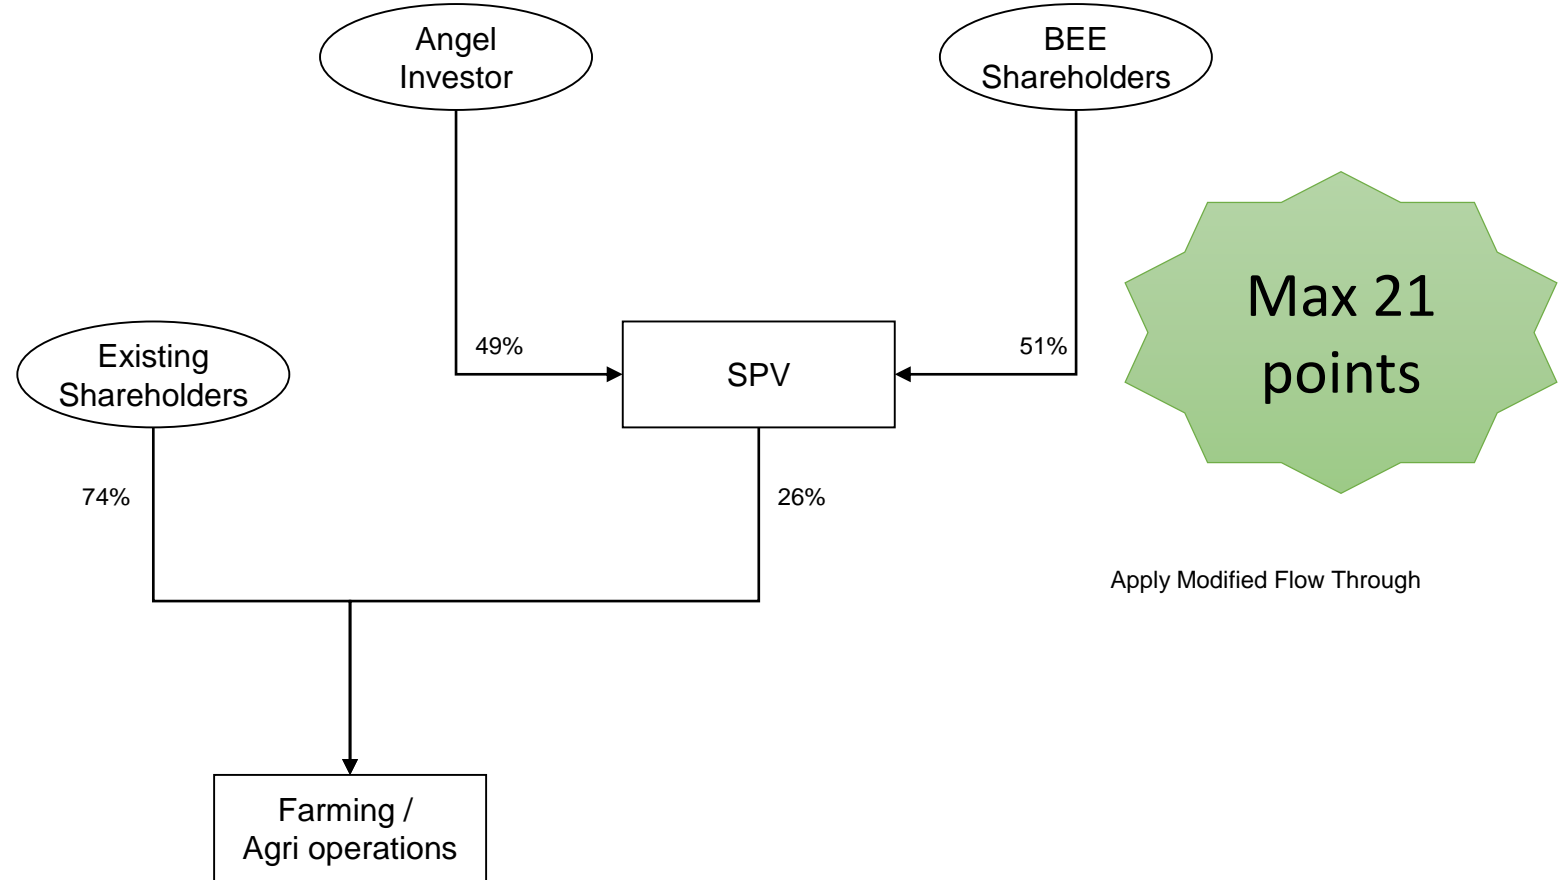 Angel
Investor
BEE
Shareholders
Max 21
points
49%
51%
Existing
Shareholders
SPV
74%
26%
Apply Modified Flow Through
Farming /
Agri operations